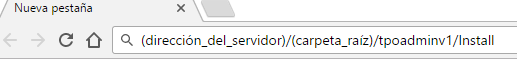 Nueva pestaña
(dirección_del_servidor)/(carpeta_raíz)/tpoadminv1/Install